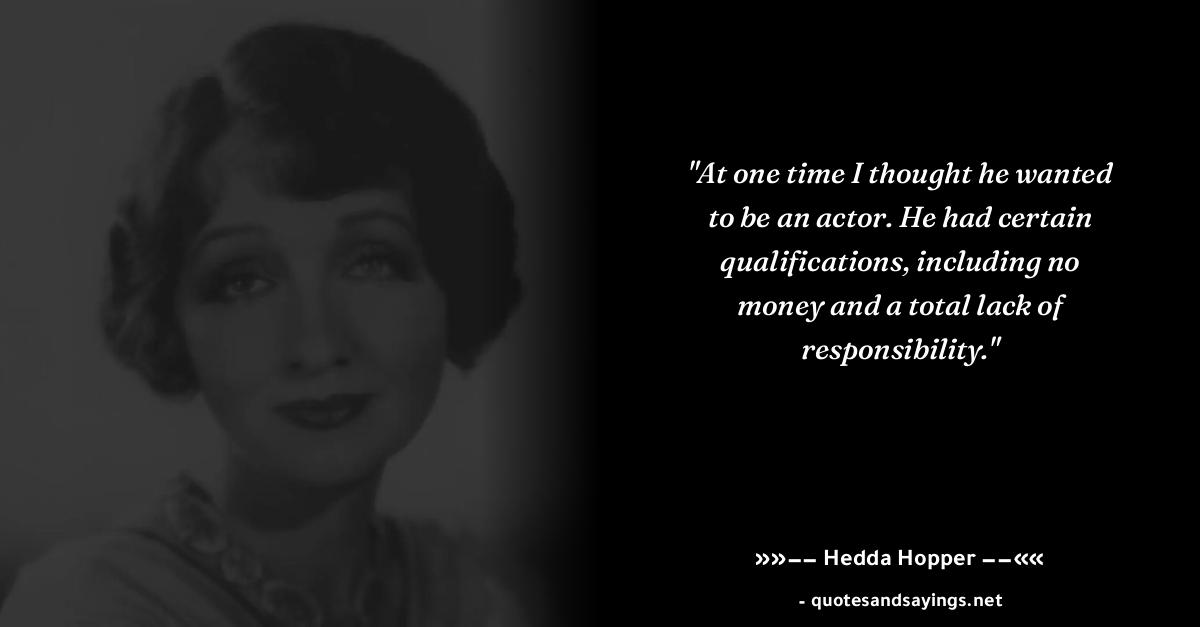 "At one time I thought he wanted
to be an actor. He had certain
qualifications, including no
money and a total lack of
responsibility."
»»−− Hedda Hopper −−««
- quotesandsayings.net